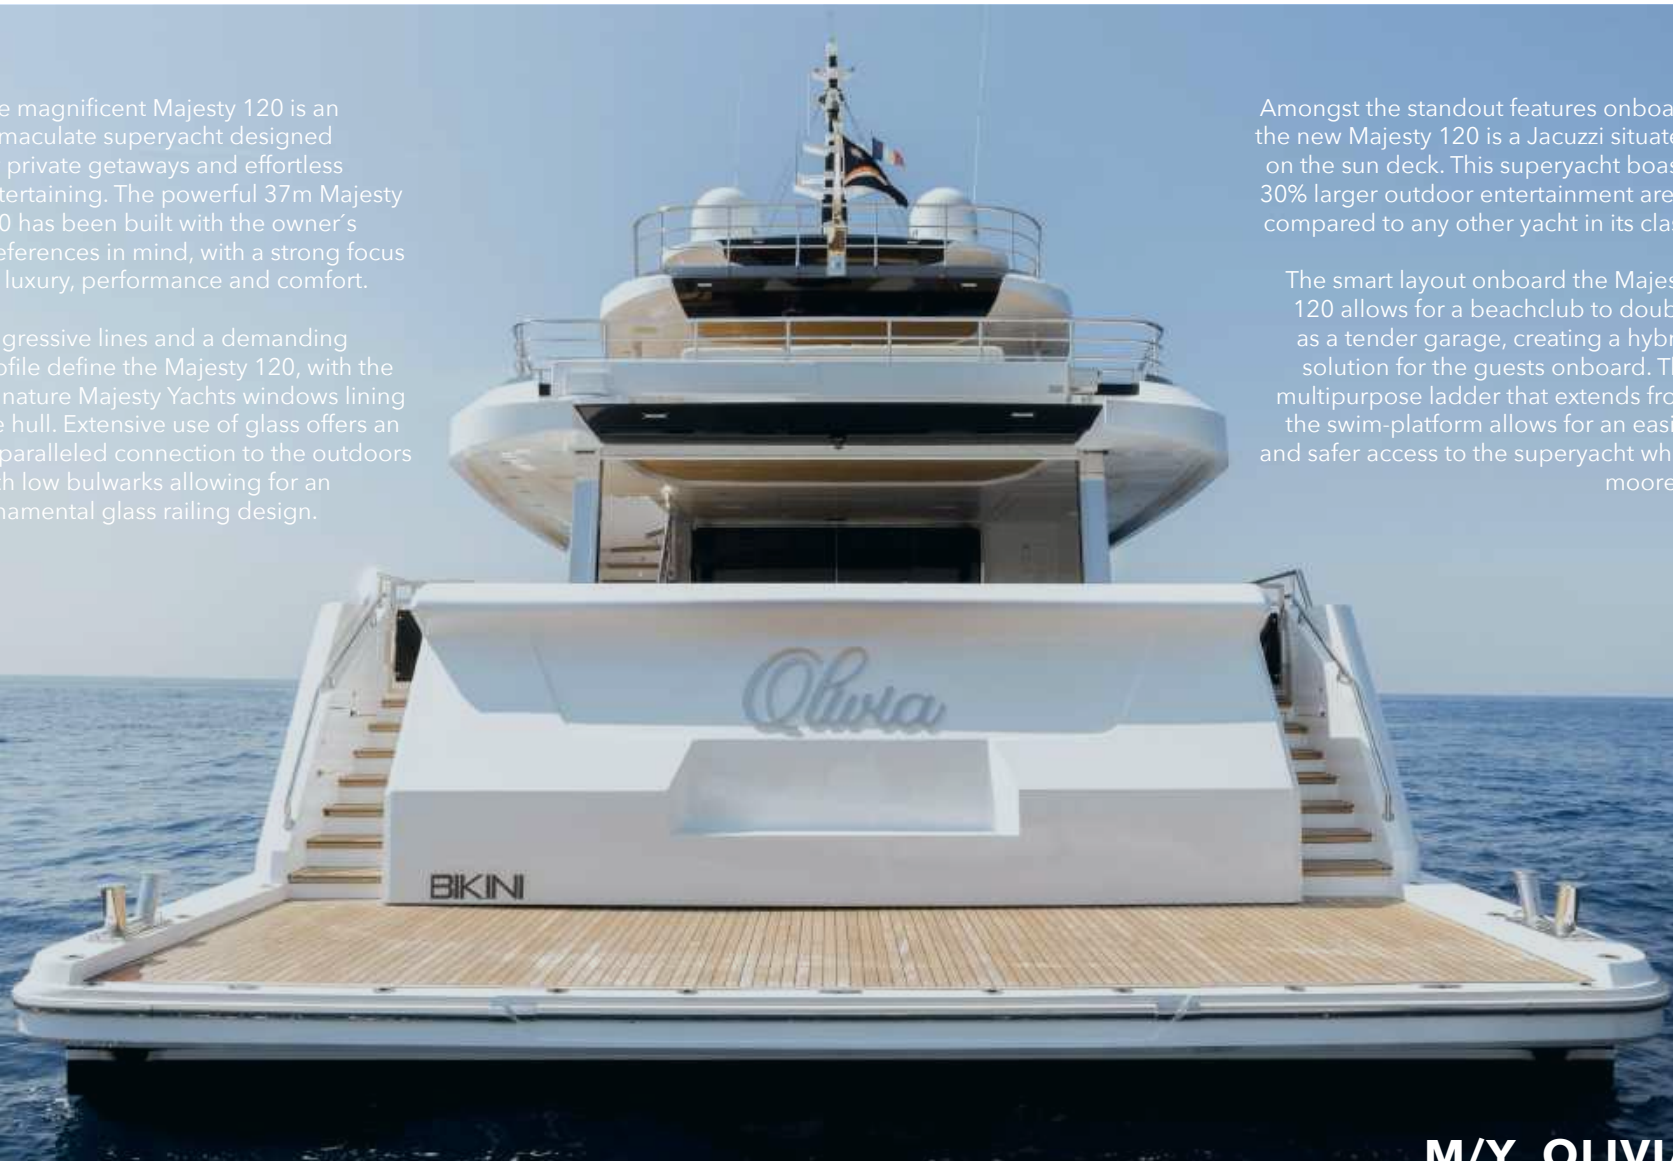 e magnificent Majesty 120 is an
maculate superyacht designed
private getaways and effortless
tertaining. The powerful 37m Majesty
0 has been built with the owner´s
eferences in mind, with a strong focus
luxury, performance and comfort.
gressive lines and a demanding
ofile define the Majesty 120, with the
nature Majesty Yachts windows lining
e hull. Extensive use of glass offers an
paralleled connection to the outdoors
th low bulwarks allowing for an
namental glass railing design.
Amongst the standout features onboa
the new Majesty 120 is a Jacuzzi situate
on the sun deck. This superyacht boas
30% larger outdoor entertainment are
compared to any other yacht in its clas
The smart layout onboard the Majes
120 allows for a beachclub to doub
as a tender garage, creating a hybr
solution for the guests onboard. Th
multipurpose ladder that extends fro
the swim-platform allows for an easi
and safer access to the superyacht wh
moore
Olivia
BIKINI
M/Y OLIVI